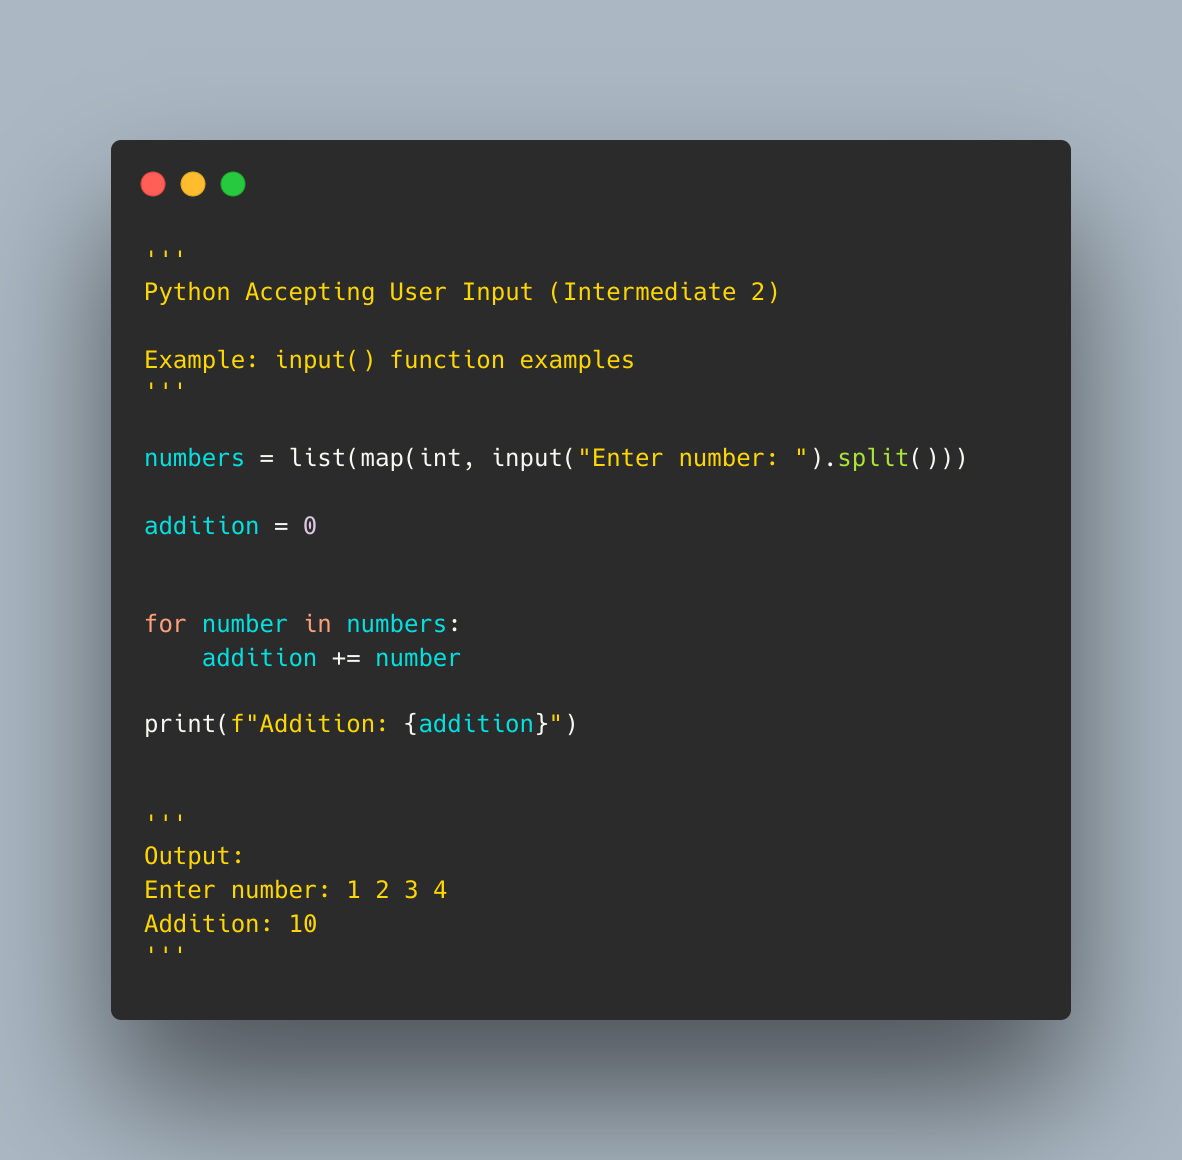 '''
Python Accepting User Input (Intermediate 2)
Example: input() function examples
'''
numbers = list(map(int, input("Enter number: ").split()))
addition = 0
for number in numbers:
    addition += number
print(f"Addition: {addition}")
'''
Output:
Enter number: 1 2 3 4
Addition: 10
'''